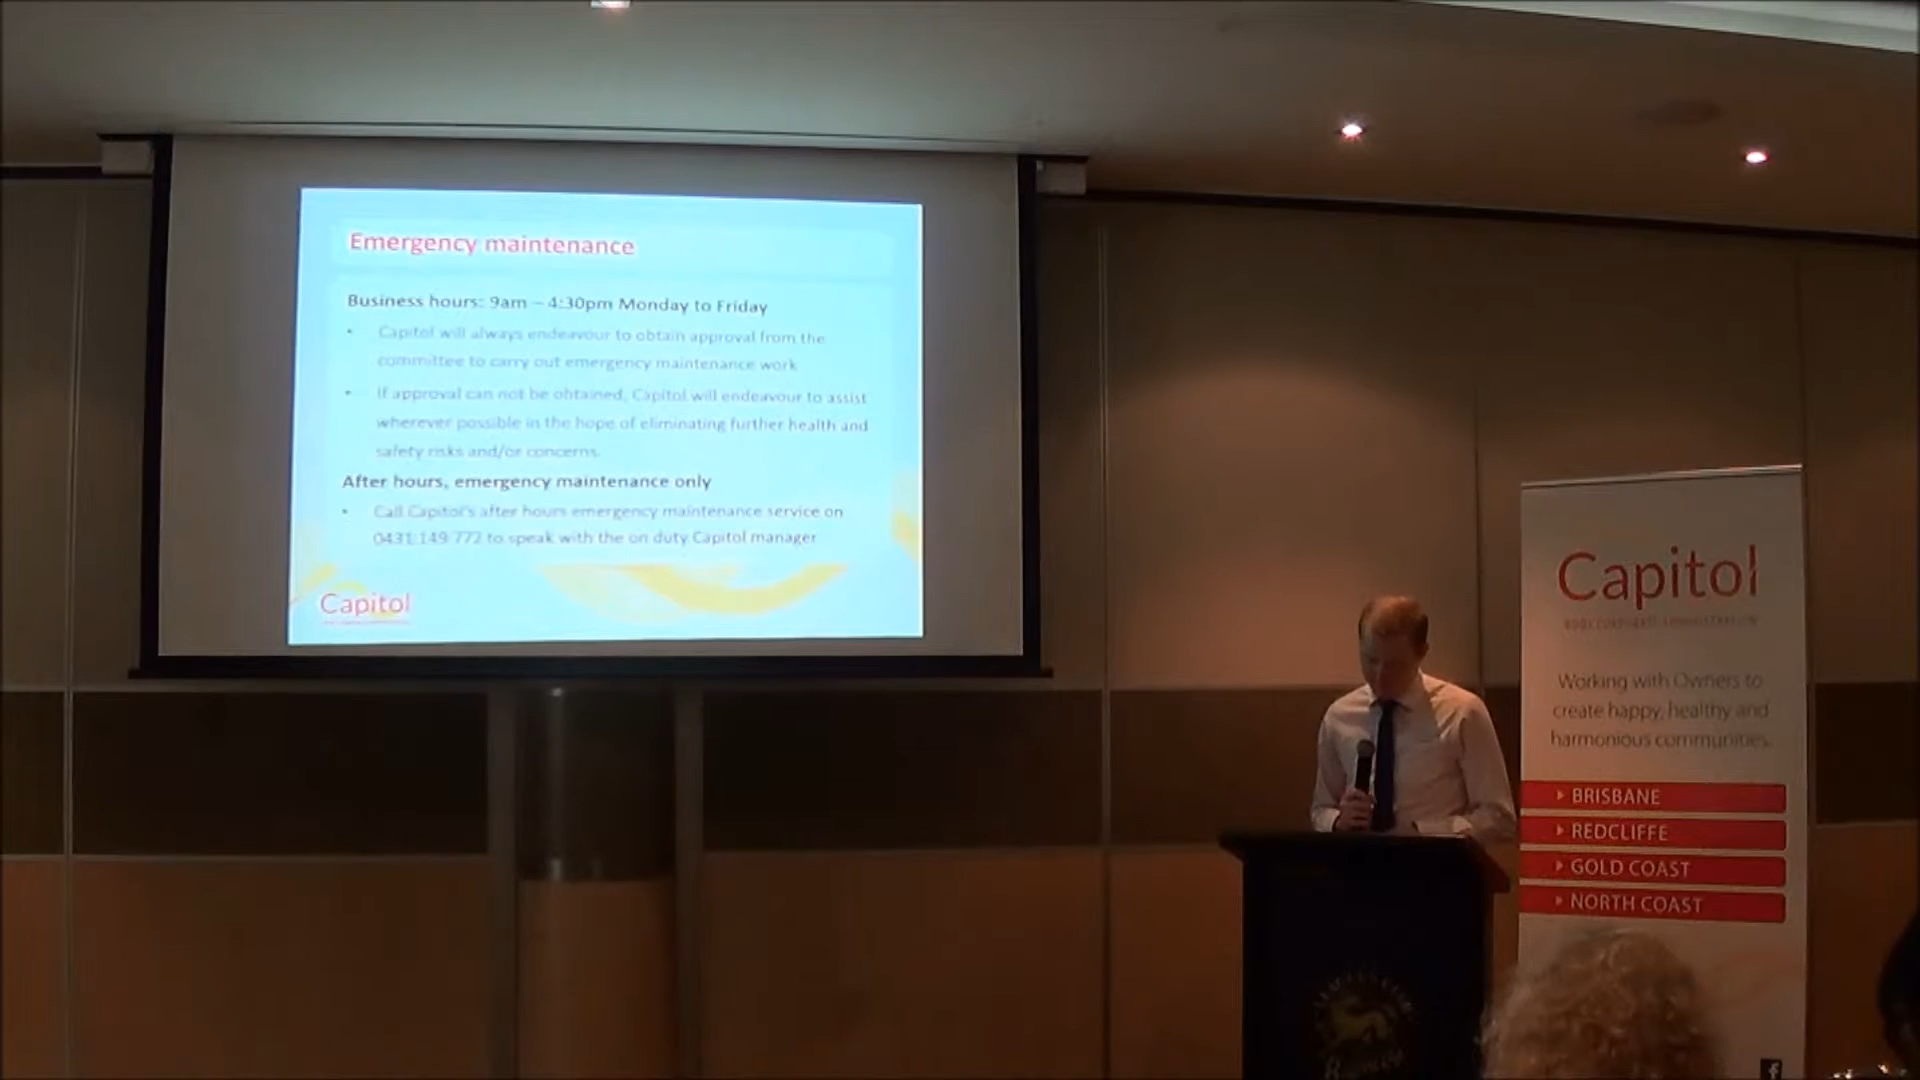 Emergency maintenance
Business hours: 9am – 4:30pm Monday to Friday
• Capitol will always endeavour to obtain approval from the
committee to carry out emergency maintenance work
• If approval can not be obtained, Capitol will endeavour to assist
wherever possible in the hope of eliminating further health and
safety risks and/or concerns.
After hours, emergency maintenance only
• Call Capitol's after hours emergency maintenance service on
0431 149 772 to speak with the on duty Capitol manager
Capitol
Capitol
BODY CORPORATE ADMINISTRATION
Working with Owners to
create happy, healthy and
harmonious communities.
BRISBANE
REDCLIFFE
GOLD COAST
NORTH COAST